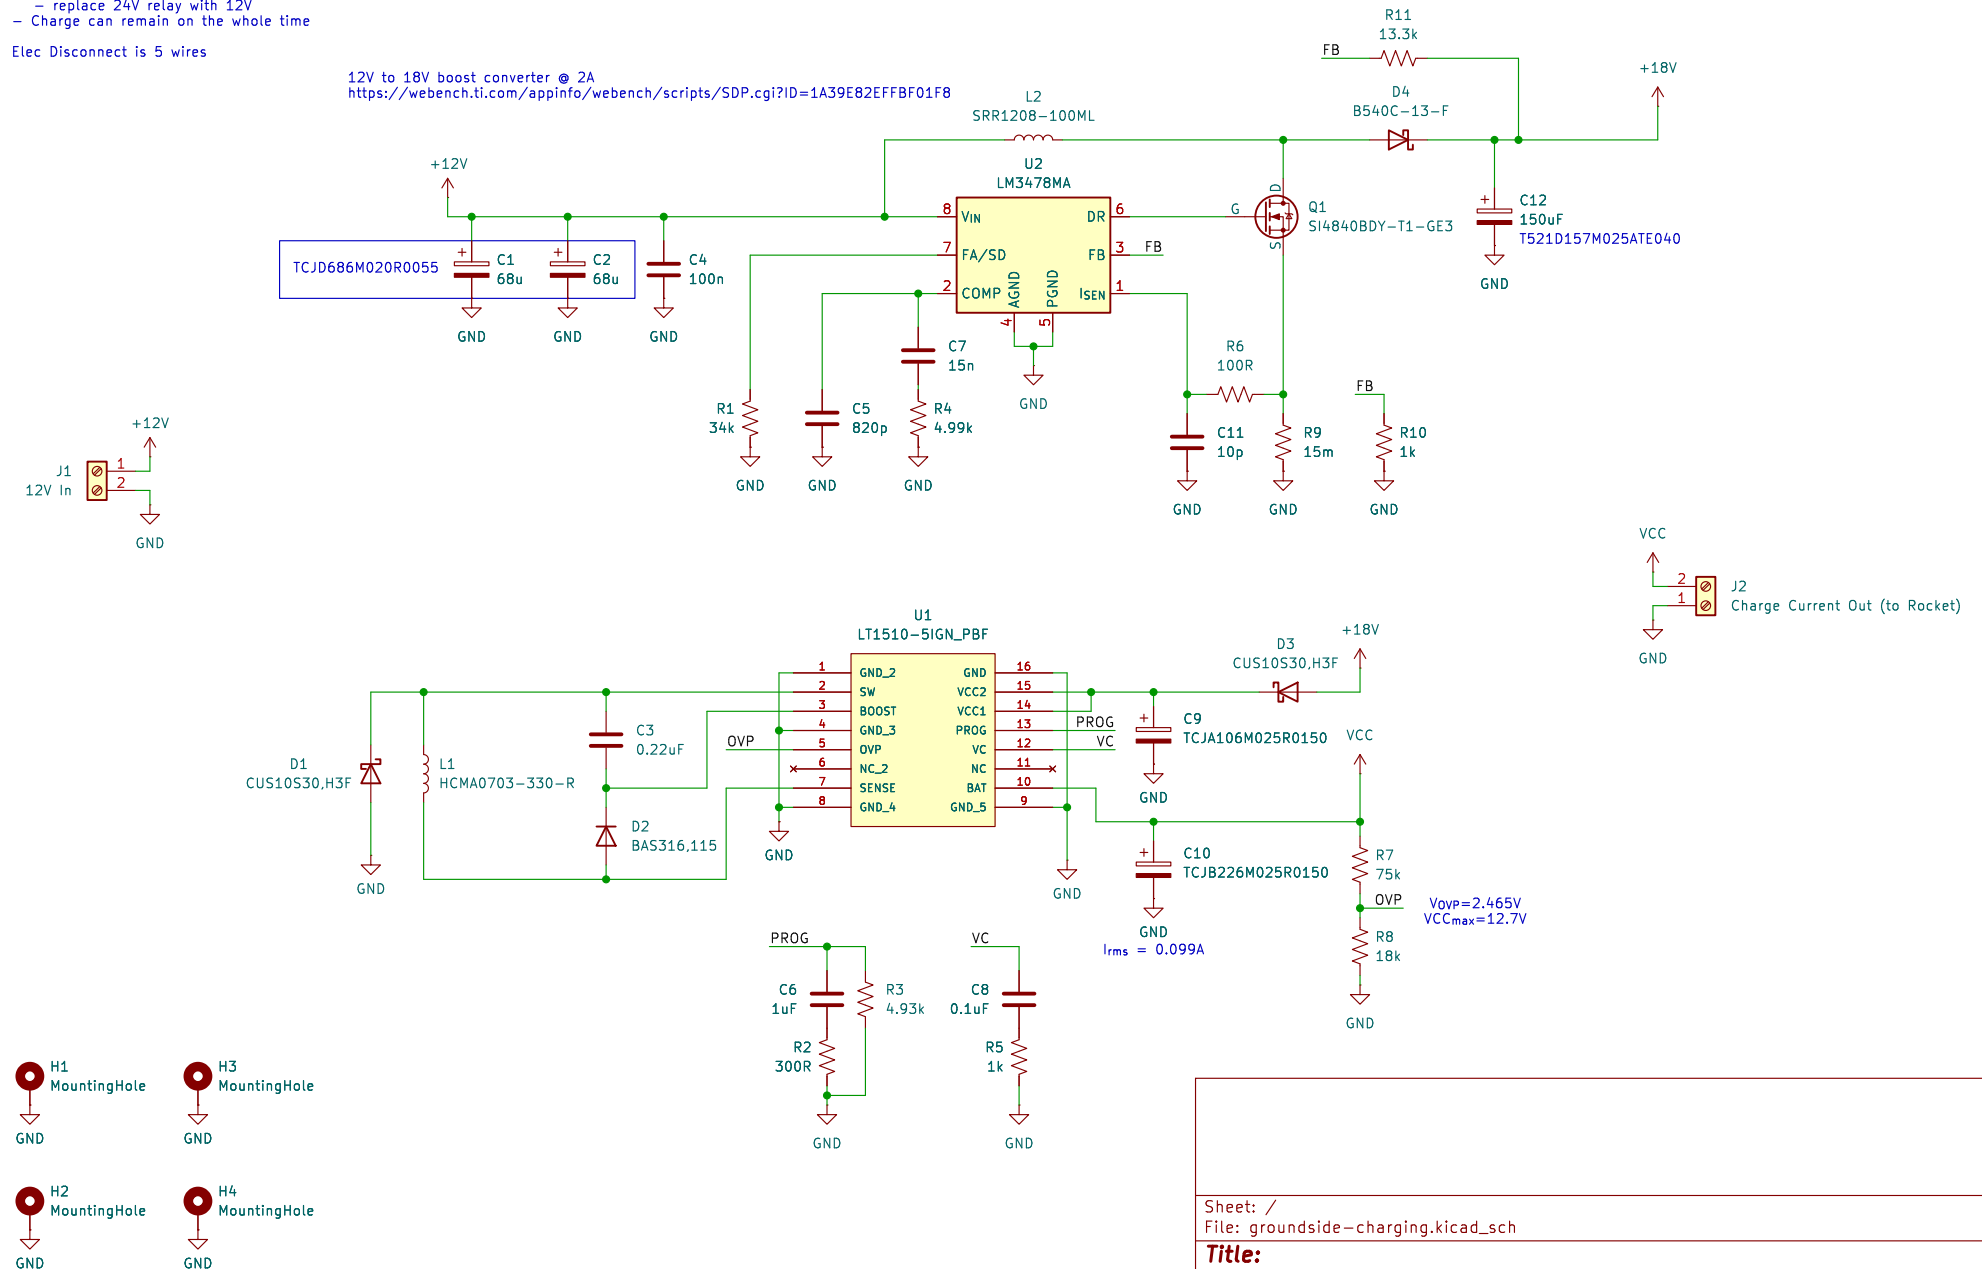 - replace 24V relay with 12V
- Charge can remain on the whole time
Elec Disconnect is 5 wires
12V to 18V boost converter @ 2A
https://webench.ti.com/appinfo/webench/scripts/SDP.cgi?ID=1A39E82EFFBF01F8
R11
13.3k
FB
+18V
D4
B540C-13-F
L2
SRR1208-100ML
+12V
U2
LM3478MA
8 VIN
7 FA/SD
2 COMP
DR 6
FB 3
ISEN 1
AGND
PGND
4
5
FB
G
D
S
Q1
SI4840BDY-T1-GE3
+
C12
150uF
T521D157M025ATE040
GND
TCJD686M020R0055
+
C1
68u
+
C2
68u
C4
100n
GND
GND
GND
C7
15n
GND
R6
100R
FB
R1
34k
C5
820p
R4
4.99k
C11
10p
R9
15m
R10
1k
GND
GND
GND
GND
GND
GND
+12V
J1
12V In
1
2
GND
VCC
2
1
J2
Charge Current Out (to Rocket)
GND
U1
LT1510-5IGN_PBF
1 GND_2
2 SW
3 BOOST
4 GND_3
5 OVP
6 NC_2
7 SENSE
8 GND_4
GND 16
VCC2 15
VCC1 14
PROG 13
VC 12
NC 11
BAT 10
GND_5 9
D3
CUS10S30,H3F
+18V
PROG
VC
OVP
C3
0.22uF
+
C9
TCJA106M025R0150
GND
VCC
D1
CUS10S30,H3F
L1
HCMA0703-330-R
D2
BAS316,115
GND
GND
GND
+
C10
TCJB226M025R0150
GND
Irms = 0.099A
R7
75k
OVP
VOVP=2.465V
VCCmax=12.7V
R8
18k
GND
PROG
C6
1uF
R3
4.93k
R2
300R
GND
VC
C8
0.1uF
R5
1k
GND
H1
MountingHole
GND
H3
MountingHole
GND
H2
MountingHole
GND
H4
MountingHole
GND
Sheet: /
File: groundside-charging.kicad_sch
Title: